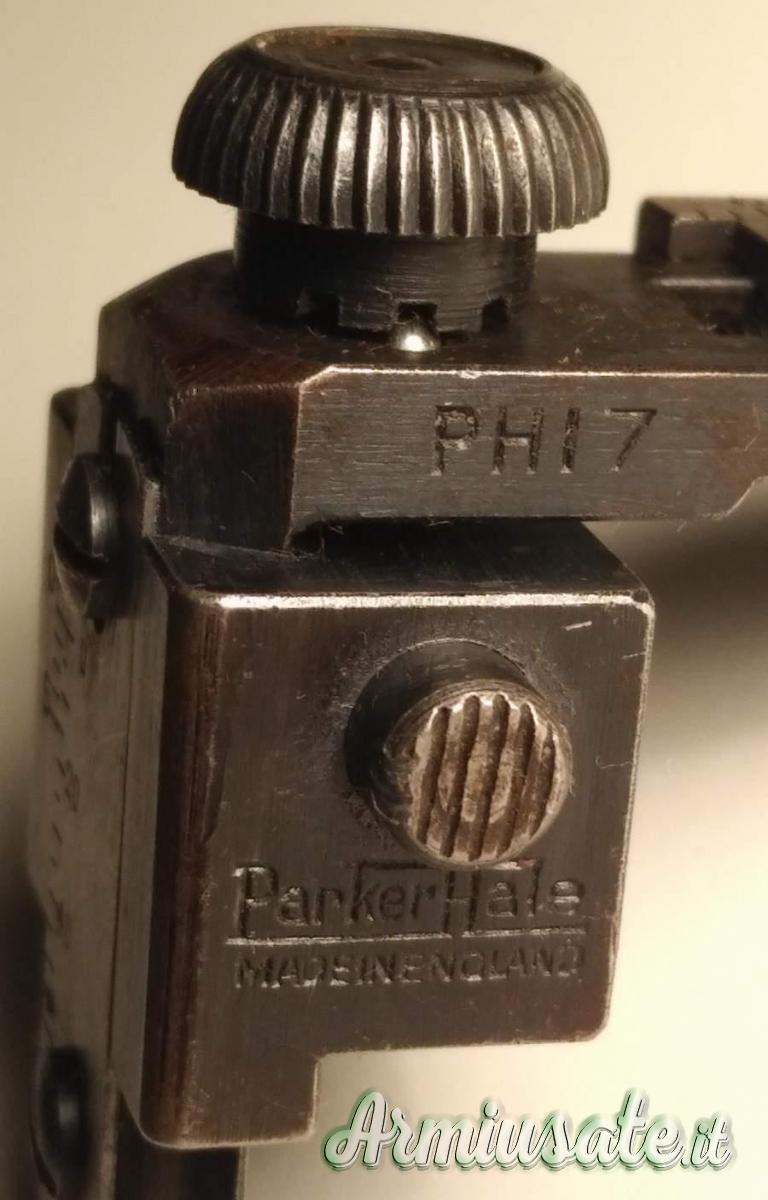 PH17
ParkerHale
MADE IN ENGLAND
Armiusate.it